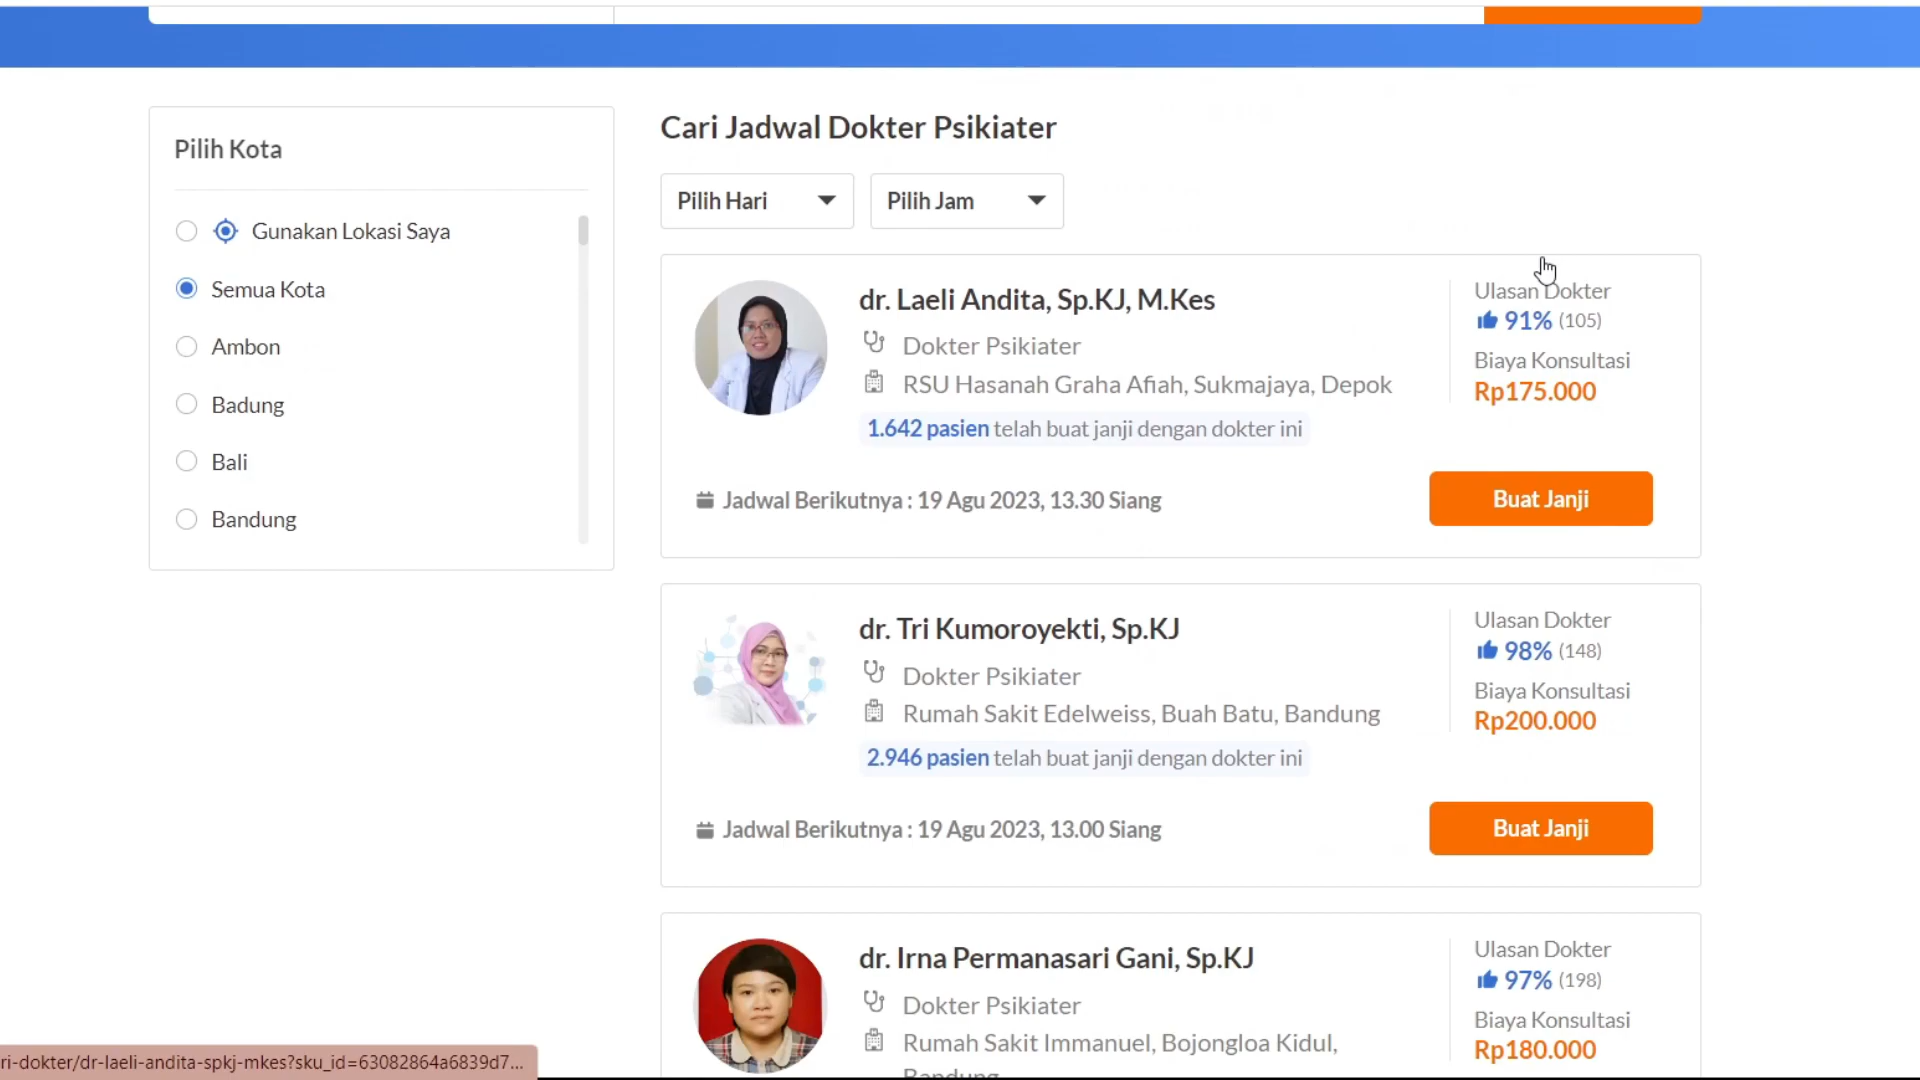 Pilih Kota
Gunakan Lokasi Saya
Semua Kota
Ambon
Badung
Bali
Bandung
Cari Jadwal Dokter Psikiater
Pilih Hari
Pilih Jam
dr. Laeli Andita, Sp.KJ, M.Kes
Dokter Psikiater
RSU Hasanah Graha Afiah, Sukmajaya, Depok
1.642 pasien telah buat janji dengan dokter ini
Jadwal Berikutnya : 19 Agu 2023, 13.30 Siang
Ulasan Dokter
91% (105)
Biaya Konsultasi
Rp175.000
Buat Janji
dr. Tri Kumoroyekti, Sp.KJ
Dokter Psikiater
Rumah Sakit Edelweiss, Buah Batu, Bandung
2.946 pasien telah buat janji dengan dokter ini
Jadwal Berikutnya : 19 Agu 2023, 13.00 Siang
Ulasan Dokter
98% (148)
Biaya Konsultasi
Rp200.000
Buat Janji
dr. Irna Permanasari Gani, Sp.KJ
Dokter Psikiater
Rumah Sakit Immanuel, Bojongloa Kidul,
Bandung
Ulasan Dokter
97% (198)
Biaya Konsultasi
Rp180.000
ri-dokter/dr-laeli-andita-spkj-mkes?sku_id=63082864a6839d7...